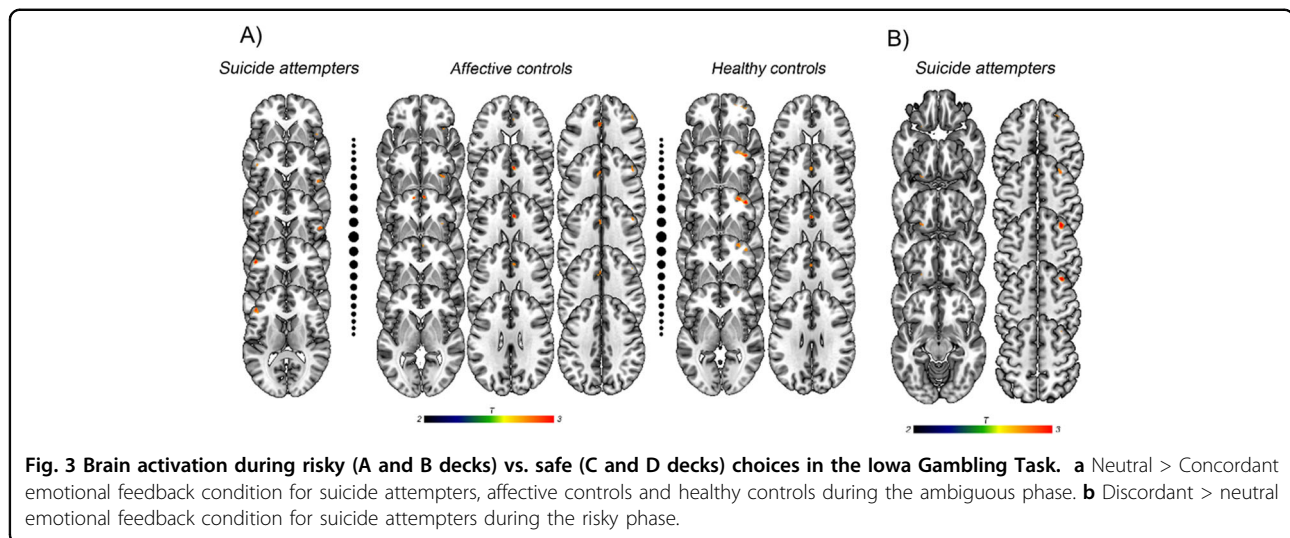 A)
B)
Suicide attempters
Affective controls
Healthy controls
Suicide attempters
T
2
3
T
2
3
Fig. 3 Brain activation during risky (A and B decks) vs. safe (C and D decks) choices in the Iowa Gambling Task. a Neutral > Concordant
emotional feedback condition for suicide attempters, affective controls and healthy controls during the ambiguous phase. b Discordant > neutral
emotional feedback condition for suicide attempters during the risky phase.